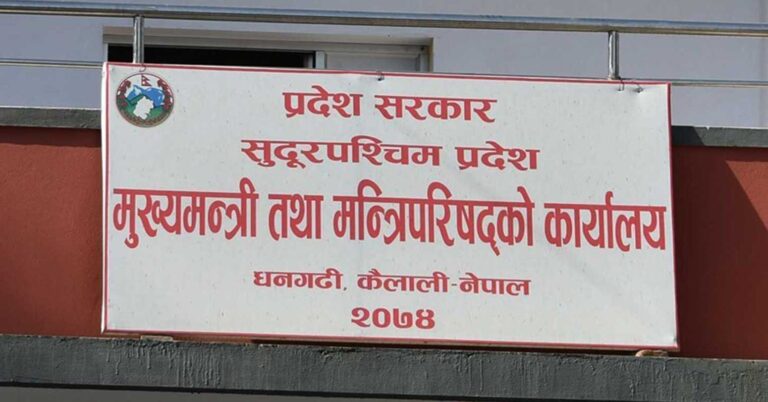 प्रदेश सरकार
सुदूरपश्चिम प्रदेश
मुख्यमन्त्री तथा मन्त्रिपरिषद्को कार्यालय
धनगढी, कैलाली-नेपाल
२०७४